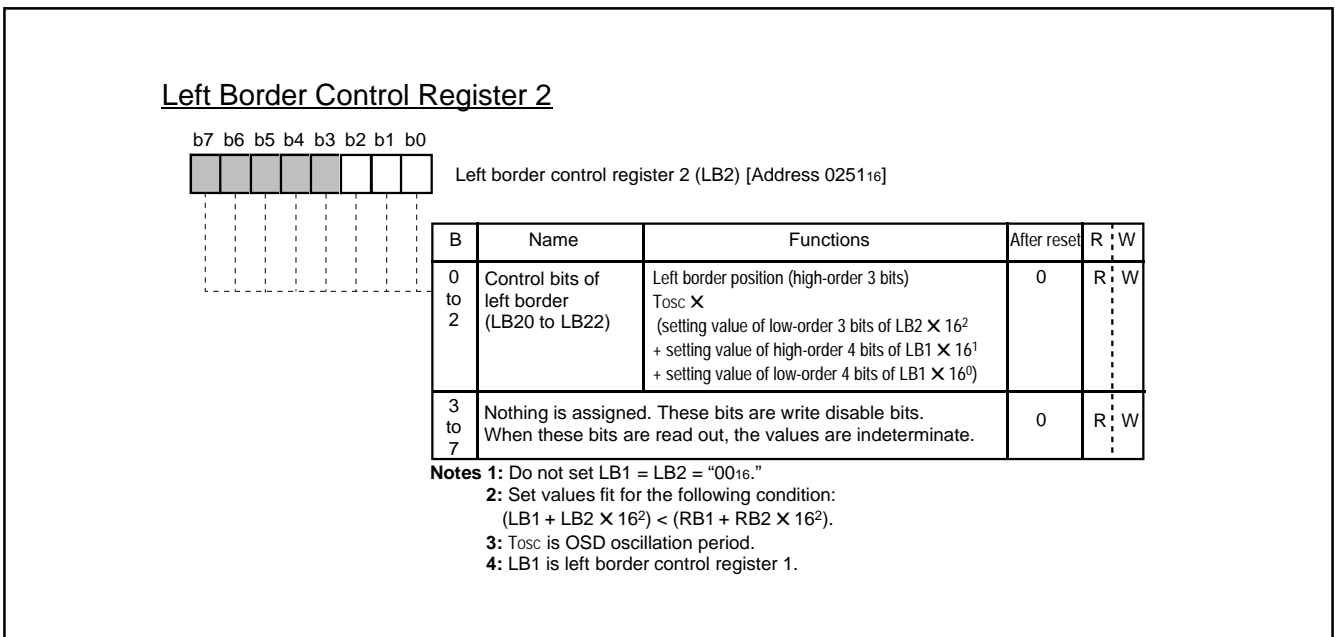 Left Border Control Register 2
b7 b6 b5 b4 b3 b2 b1 b0
Left border control register 2 (LB2) [Address 0251₁₆]
B Name Functions After reset R W
0 to 2
Control bits of left border (LB20 to LB22)
Left border position (high-order 3 bits)
Tosc ✕
(setting value of low-order 3 bits of LB2 ✕ 16²
+ setting value of high-order 4 bits of LB1 ✕ 16¹
+ setting value of low-order 4 bits of LB1 ✕ 16⁰)
0 R W
3 to 7
Nothing is assigned. These bits are write disable bits.
When these bits are read out, the values are indeterminate.
0 R W
Notes 1: Do not set LB1 = LB2 = “00₁₆.”
2: Set values fit for the following condition:
(LB1 + LB2 ✕ 16²) < (RB1 + RB2 ✕ 16²).
3: Tosc is OSD oscillation period.
4: LB1 is left border control register 1.